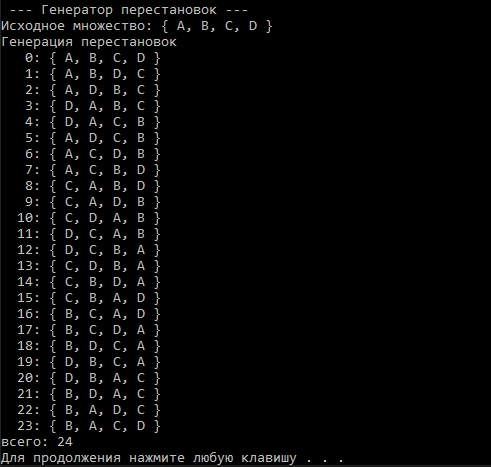 --- Генератор перестановок ---
Исходное множество: { A, B, C, D }
Генерация перестановок
0: { A, B, C, D }
1: { A, B, D, C }
2: { A, D, B, C }
3: { D, A, B, C }
4: { D, A, C, B }
5: { A, D, C, B }
6: { A, C, D, B }
7: { A, C, B, D }
8: { C, A, B, D }
9: { C, A, D, B }
10: { C, D, A, B }
11: { D, C, A, B }
12: { D, C, B, A }
13: { C, D, B, A }
14: { C, B, D, A }
15: { C, B, A, D }
16: { B, C, A, D }
17: { B, C, D, A }
18: { B, D, C, A }
19: { D, B, C, A }
20: { D, B, A, C }
21: { B, D, A, C }
22: { B, A, D, C }
23: { B, A, C, D }
всего: 24
Для продолжения нажмите любую клавишу . . .